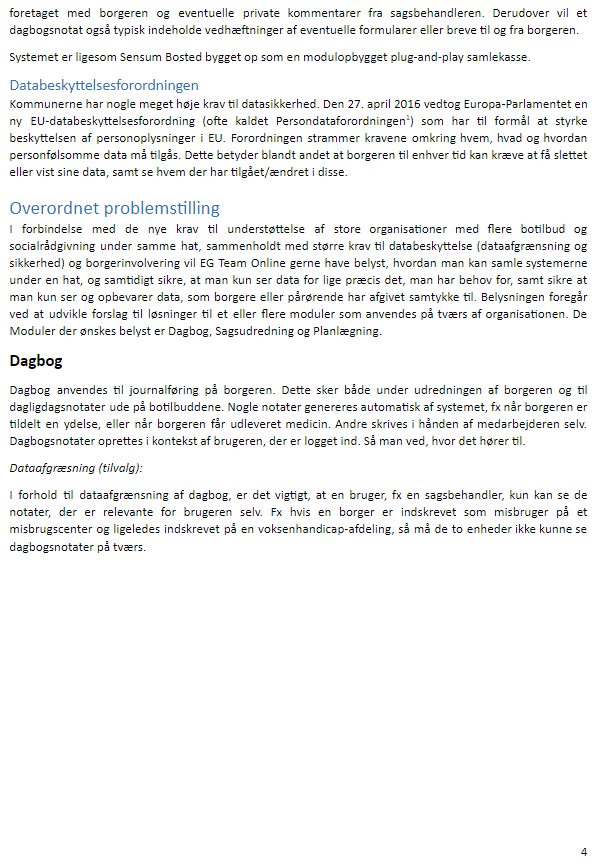 foretaget med borgeren og eventuelle private kommentarer fra sagsbehandleren. Derudover vil et
dagbogsnotat også typisk indeholde vedhæftninger af eventuelle formularer eller breve til og fra borgeren.
Systemet er ligesom Sensum Bosted bygget op som en modulopbygget plug-and-play samlekasse.
Databeskyttelsesforordningen
Kommunerne har nogle meget høje krav til datasikkerhed. Den 27. april 2016 vedtog Europa-Parlamentet en
ny EU-databeskyttelsesforordning (ofte kaldet Persondataforordningen¹) som har til formål at styrke
beskyttelsen af personoplysninger i EU. Forordningen strammer kravene omkring hvem, hvad og hvordan
personfølsomme data må tilgås. Dette betyder blandt andet at borgeren til enhver tid kan kræve at få slettet
eller vist sine data, samt se hvem der har tilgået/ændret i disse.
Overordnet problemstilling
I forbindelse med de nye krav til understøttelse af store organisationer med flere botilbud og
socialrådgivning under samme hat, sammenholdt med større krav til databeskyttelse (dataafgrænsning og
sikkerhed) og borgerinvolvering vil EG Team Online gerne have belyst, hvordan man kan samle systemerne
under en hat, og samtidigt sikre, at man kun ser data for lige præcis det, man har behov for, samt sikre at
man kun ser og opbevarer data, som borgere eller pårørende har afgivet samtykke til. Belysningen foregår
ved at udvikle forslag til løsninger til et eller flere moduler som anvendes på tværs af organisationen. De
Moduler der ønskes belyst er Dagbog, Sagsudredning og Planlægning.
Dagbog
Dagbog anvendes til journalføring på borgeren. Dette sker både under udredningen af borgeren og til
dagligdagsnotater ude på botilbuddene. Nogle notater genereres automatisk af systemet, fx når borgeren er
tildelt en ydelse, eller når borgeren får udleveret medicin. Andre skrives i hånden af medarbejderen selv.
Dagbogsnotater oprettes i kontekst af brugeren, der er logget ind. Så man ved, hvor det hører til.
Dataafgræsning (tilvalg):
I forhold til dataafgrænsning af dagbog, er det vigtigt, at en bruger, fx en sagsbehandler, kun kan se de
notater, der er relevante for brugeren selv. Fx hvis en borger er indskrevet som misbruger på et
misbrugscenter og ligeledes indskrevet på en voksenhandicap-afdeling, så må de to enheder ikke kunne se
dagbogsnotater på tværs.
4